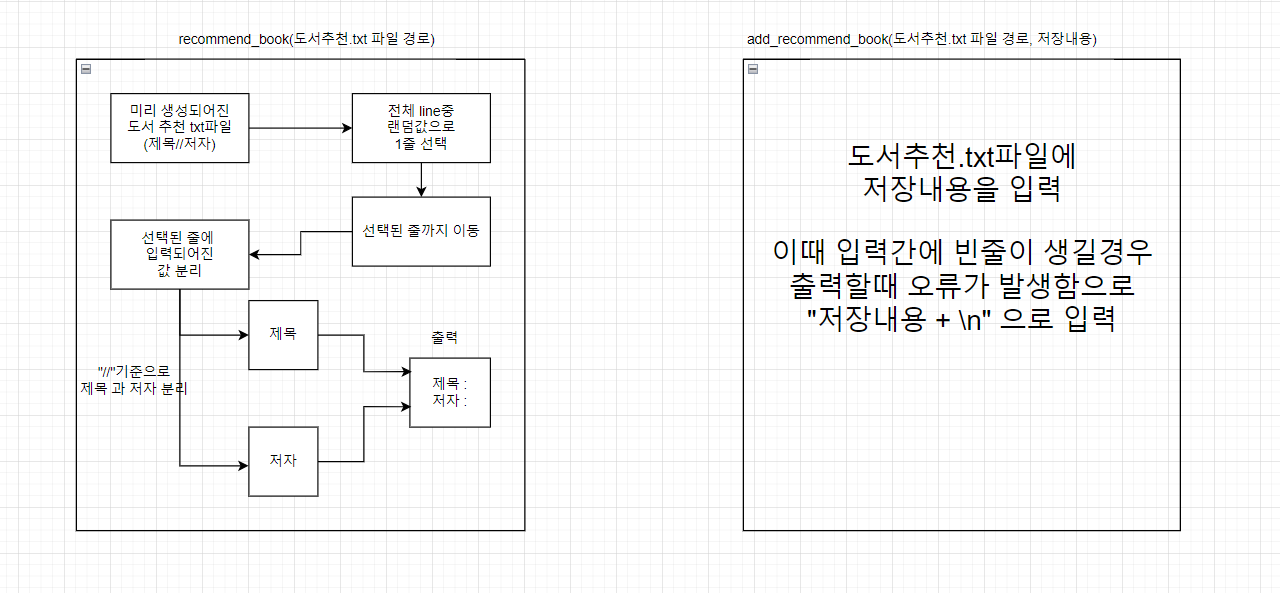 recommend_book(도서추천.txt 파일 경로)
미리 생성되어진
도서 추천 txt파일
(제목//저자)
전체 line중
랜덤값으로
1줄 선택
선택된 줄까지 이동
선택된 줄에
입력되어진
값 분리
"//"기준으로
제목 과 저자 분리
제목
저자
출력
제목 :
저자 :
add_recommend_book(도서추천.txt 파일 경로, 저장내용)
도서추천.txt파일에
저장내용을 입력
이때 입력간에 빈줄이 생길경우
출력할때 오류가 발생함으로
"저장내용 + \n" 으로 입력